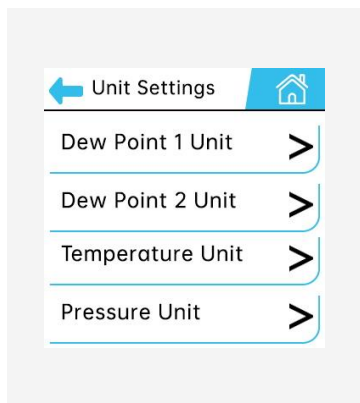 Unit Settings
Dew Point 1 Unit
Dew Point 2 Unit
Temperature Unit
Pressure Unit